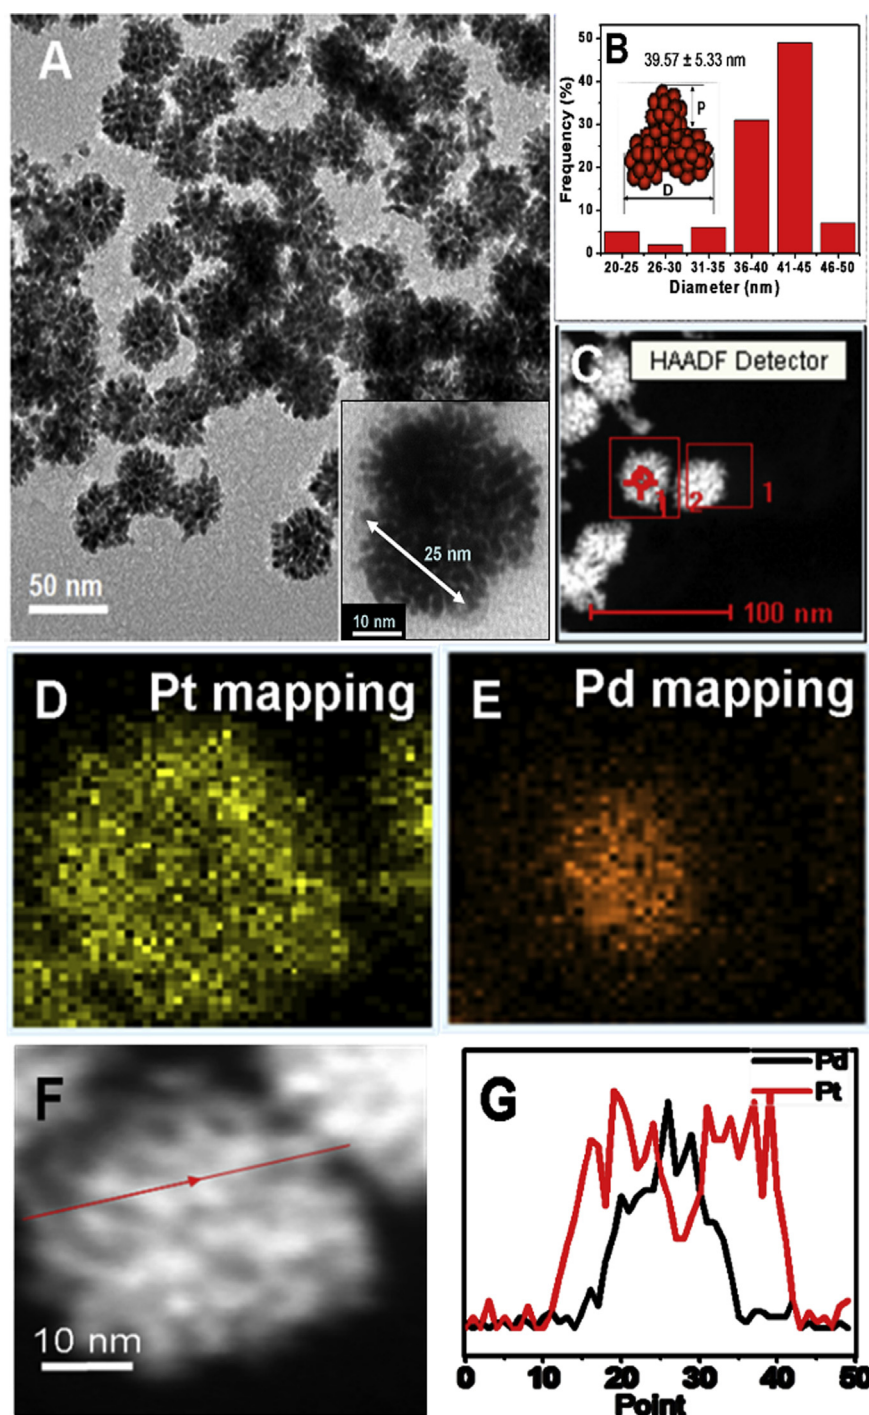 A
50 nm
25 nm
10 nm
B
39.57 ± 5.33 nm
P
D
Frequency (%)
50
40
30
20
10
0
20-25 26-30 31-35 36-40 41-45 46-50
Diameter (nm)
C
HAADF Detector
1
2
1
100 nm
D
Pt mapping
E
Pd mapping
F
10 nm
G
Pd
Pt
0 10 20 30 40 50
Point